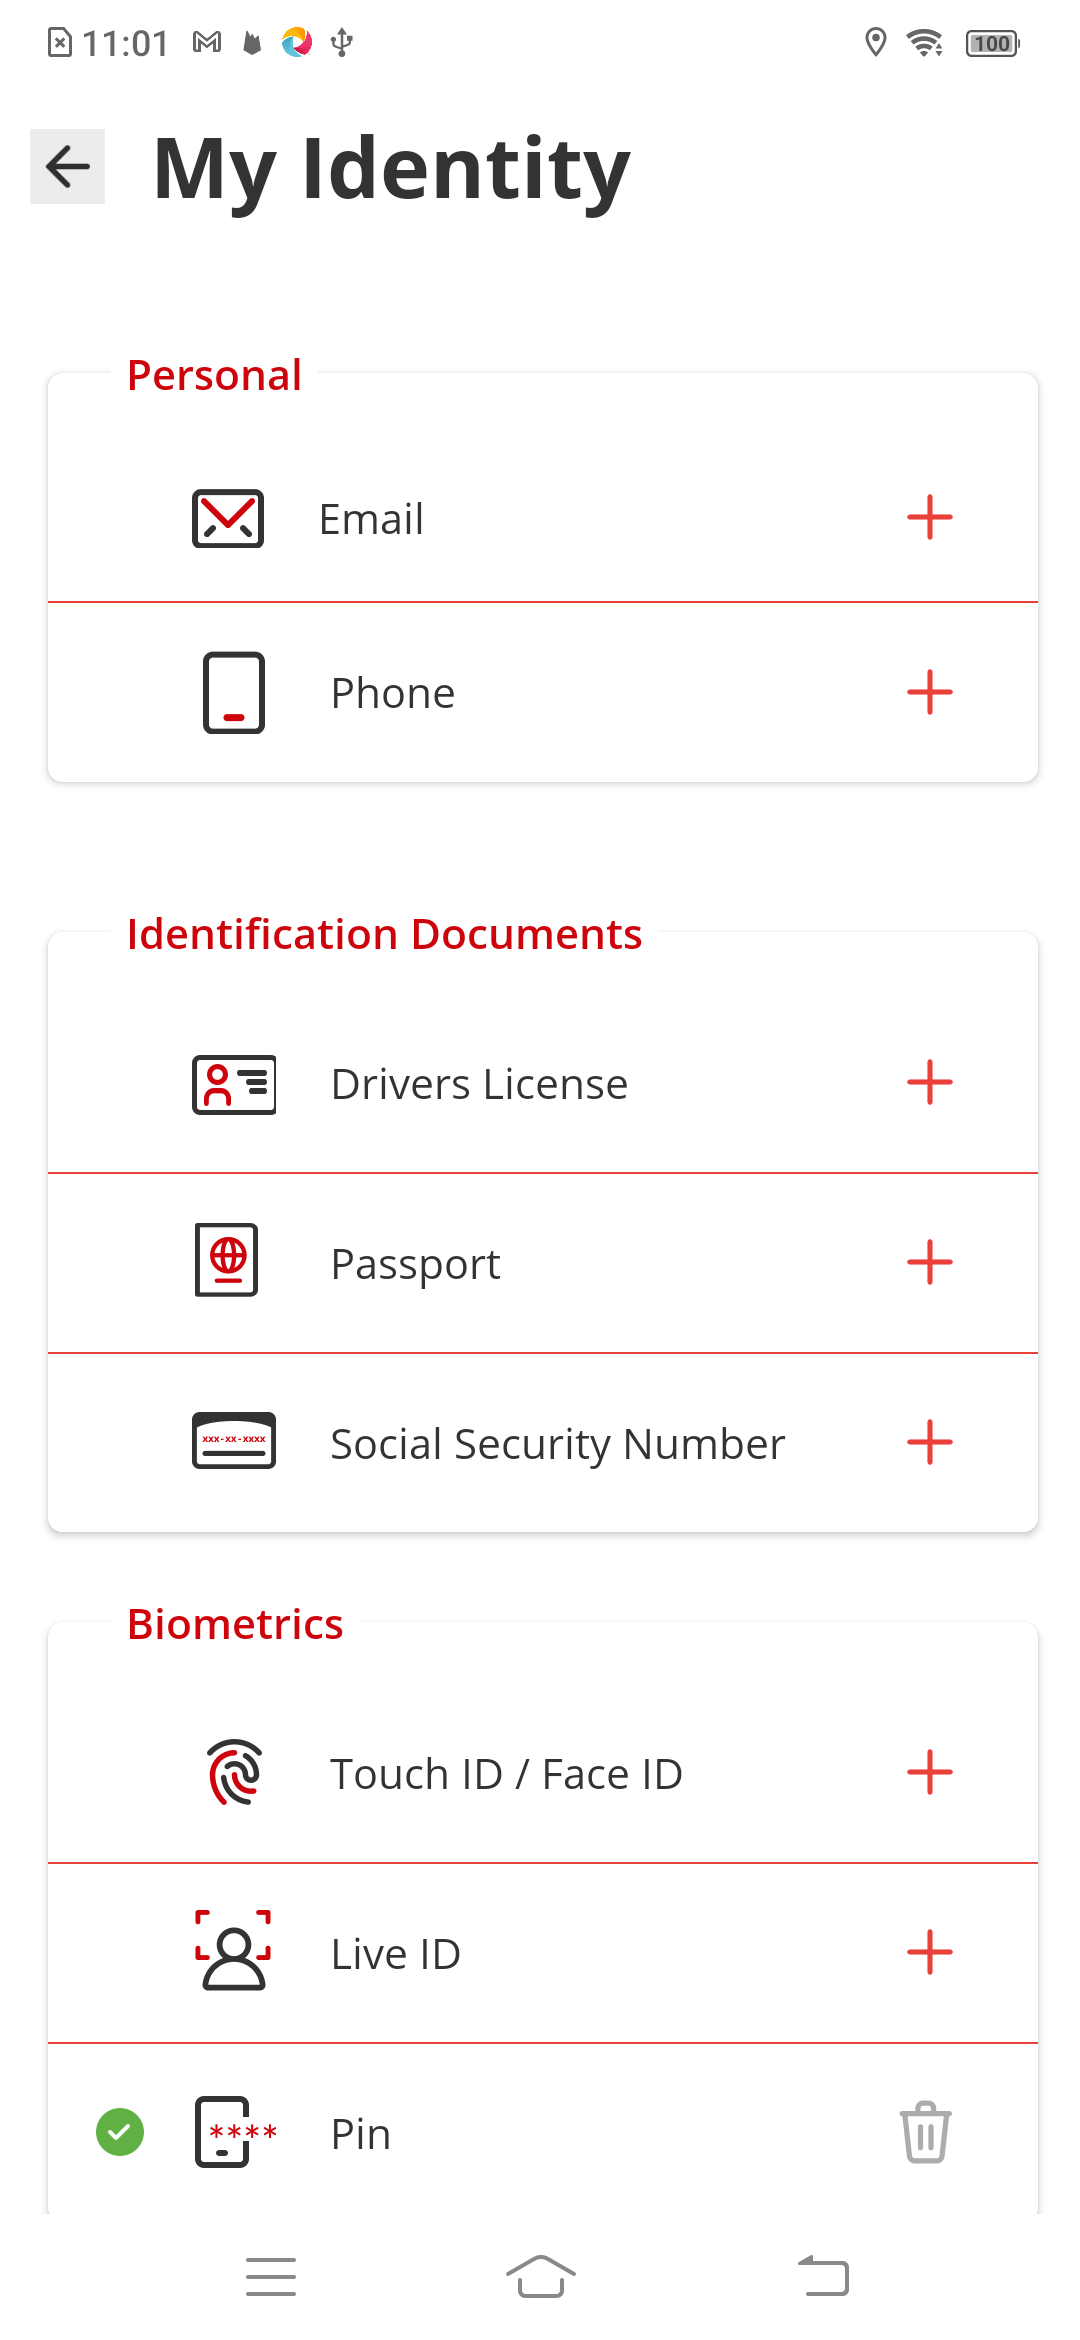 11:01
100
My Identity
Personal
Email
Phone
Identification Documents
Drivers License
Passport
xxx-xx-xxxx
Social Security Number
Biometrics
Touch ID / Face ID
Live ID
****
Pin